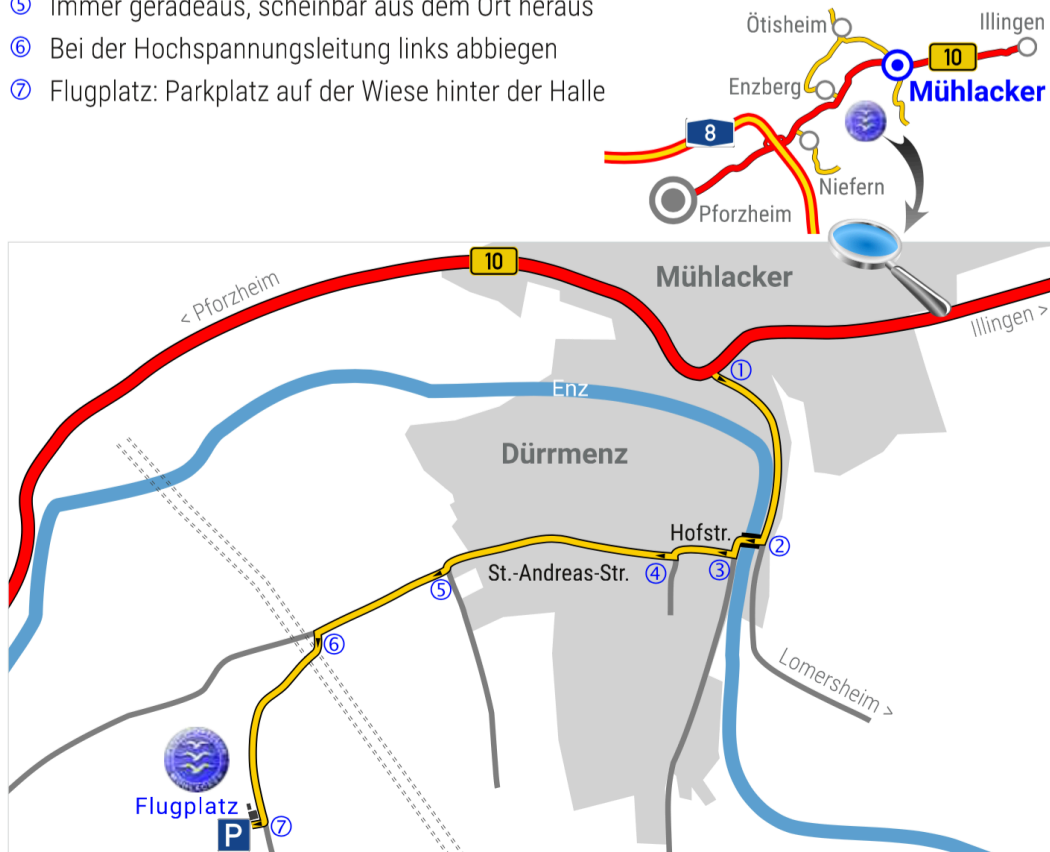 ⑤ Immer geradeaus, scheinbar aus dem Ort heraus
⑥ Bei der Hochspannungsleitung links abbiegen
⑦ Flugplatz: Parkplatz auf der Wiese hinter der Halle
Ötisheim
Illingen
10
Enzberg
Mühlacker
8
Niefern
Pforzheim
10
Mühlacker
< Pforzheim
Illingen >
①
Enz
Dürrmenz
Hofstr.
②
③
④
St.-Andreas-Str.
⑤
⑥
Lomersheim >
Flugplatz
P
⑦